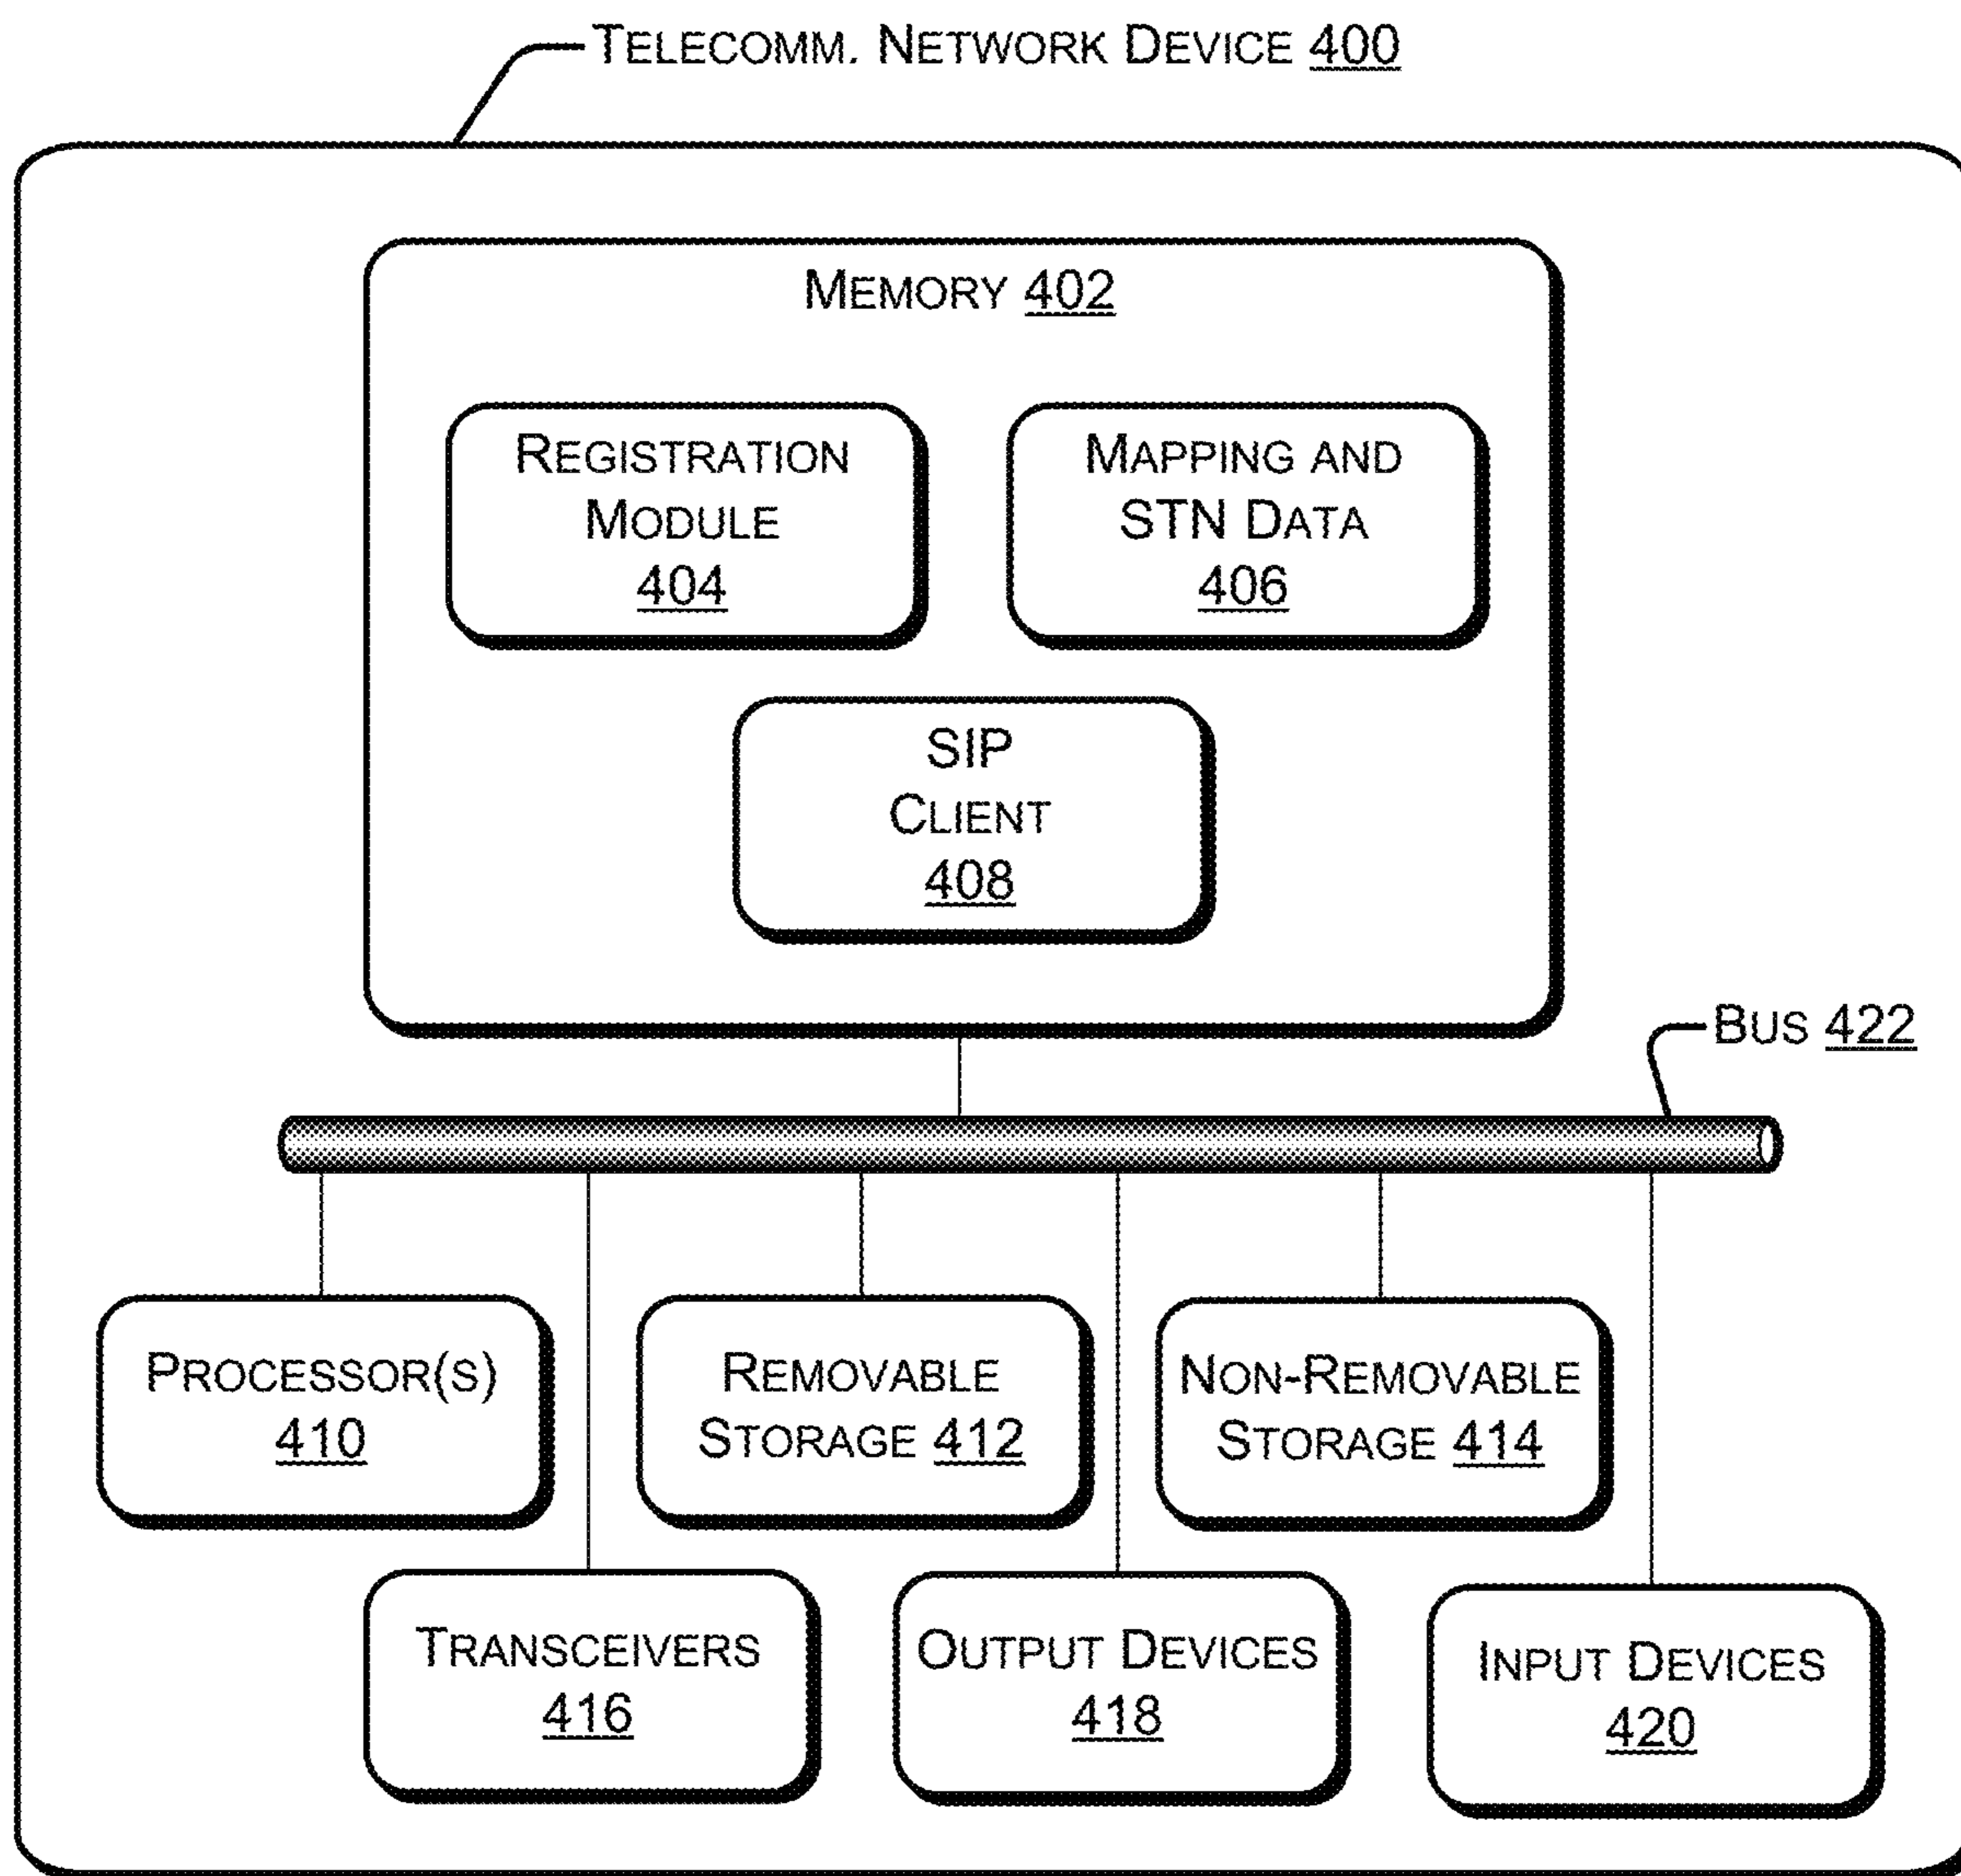 TELECOMM. NETWORK DEVICE 400
MEMORY 402
REGISTRATION
MODULE
404
MAPPING AND
STN DATA
406
SIP
CLIENT
408
BUS 422
PROCESSOR(S)
410
REMOVABLE
STORAGE 412
NON-REMOVABLE
STORAGE 414
TRANSCEIVERS
416
OUTPUT DEVICES
418
INPUT DEVICES
420